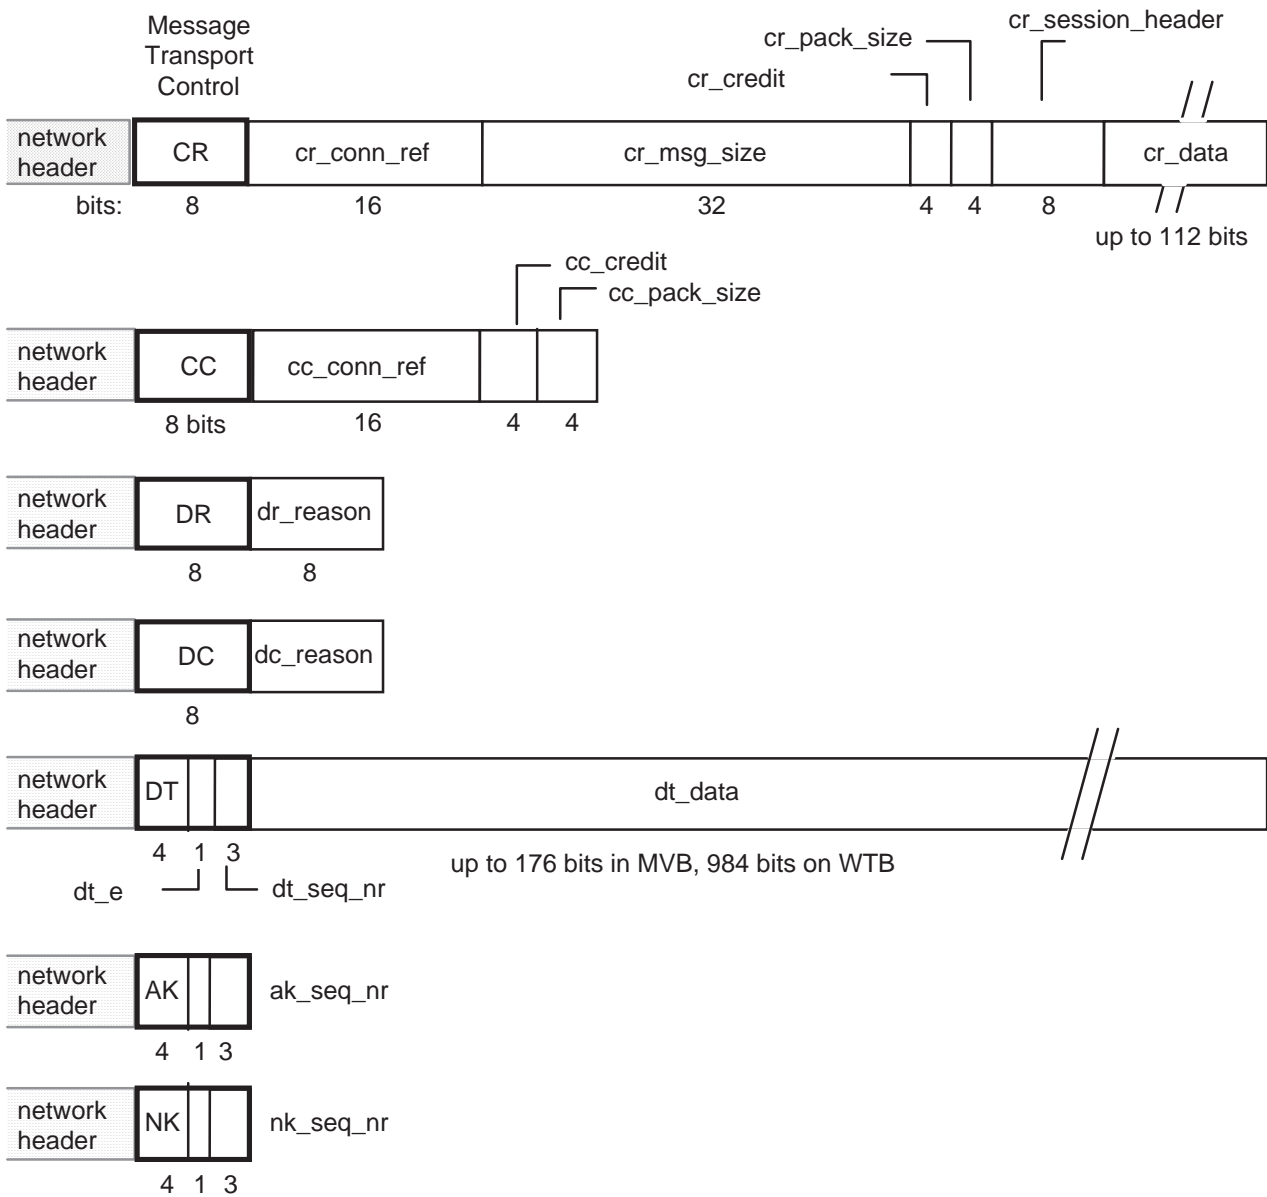 Message
Transport
Control
cr_session_header
cr_pack_size
cr_credit
network
header
CR
cr_conn_ref
cr_msg_size
cr_data
bits:
8
16
32
4
4
8
up to 112 bits
cc_credit
cc_pack_size
network
header
CC
cc_conn_ref
8 bits
16
4
4
network
header
DR
dr_reason
8
8
network
header
DC
dc_reason
8
network
header
DT
dt_data
4
1
3
up to 176 bits in MVB, 984 bits on WTB
dt_e
dt_seq_nr
network
header
AK
ak_seq_nr
4
1
3
network
header
NK
nk_seq_nr
4
1
3